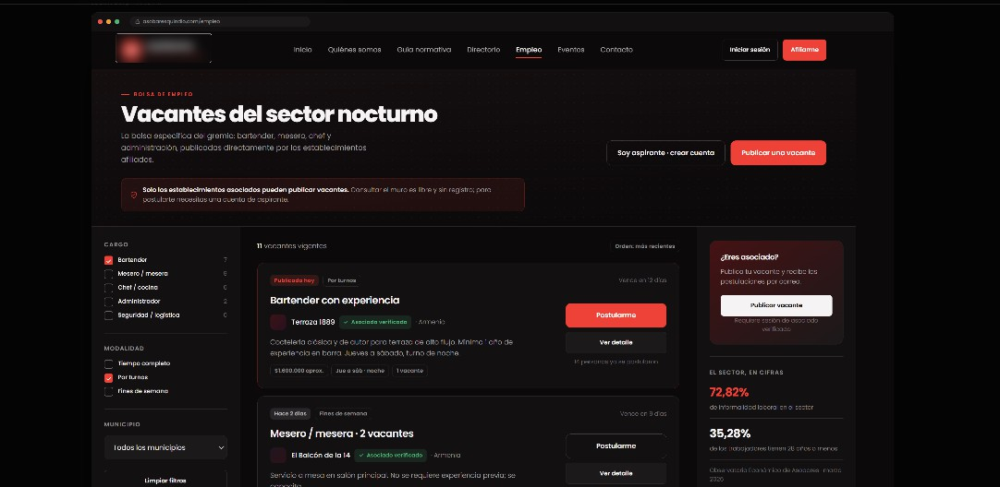 asobaresquindio.com/empleo
Inicio
Quiénes somos
Guía normativa
Directorio
Empleo
Eventos
Contacto
Iniciar sesión
Afiliarme
BOLSA DE EMPLEO
Vacantes del sector nocturno
La bolsa específica del gremio: bartender, mesero, chef y
administración, publicadas directamente por los establecimientos
afiliados.
Soy aspirante · crear cuenta
Publicar una vacante
Solo los establecimientos asociados pueden publicar vacantes. Consultar el muro es libre y sin registro; para
postularte necesitas una cuenta de aspirante.
CARGO
Bartender 7
Mesero / mesera
Chef / cocina 0
Administrador 2
Seguridad / logística 0
MODALIDAD
Tiempo completo
Por turnos
Fines de semana
MUNICIPIO
Todos los municipios
Limpiar filtros
11 vacantes vigentes
Orden: más recientes
Publicada hoy
Por turnos
Vence en 12 días
Bartender con experiencia
Terraza 1889
Asociado verificado
· Armenia
Coctelería clásica y de autor para terraza de alto flujo. Mínimo 1 año de
experiencia en barra. Jueves a sábado, turno de noche.
$1.600.000 aprox.
Jue a sáb · noche
1 vacante
Postularme
Ver detalle
14 personas ya se postularon
Hace 2 días
Fines de semana
Vence en 9 días
Mesero / mesera · 2 vacantes
El Balcón de la 14
Asociado verificado
· Armenia
Servicio a mesa en salón principal. No se requiere experiencia previa: se
Postularme
Ver detalle
¿Eres asociado?
Publica tu vacante y recibe las
postulaciones por correo.
Publicar vacante
Requiere sesión de asociado
verificado
EL SECTOR, EN CIFRAS
72,82%
de informalidad laboral en el sector
35,28%
de los trabajadores tienen 28 años o menos
Observatorio Económico de Asobares · marzo
2026